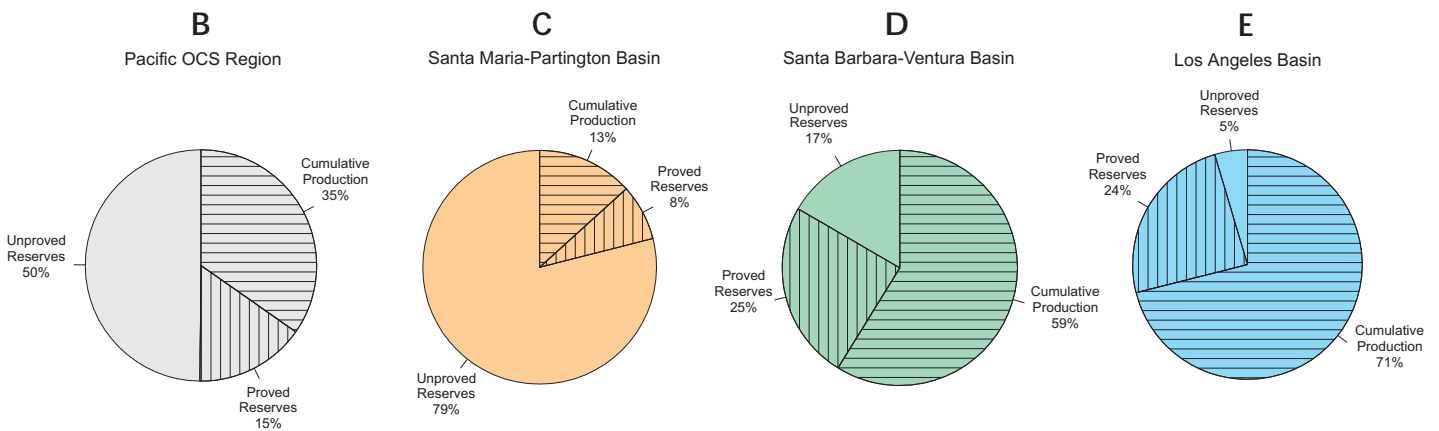 B
Pacific OCS Region
Cumulative
Production
35%
Unproved
Reserves
50%
Proved
Reserves
15%
C
Santa Maria-Partington Basin
Cumulative
Production
13%
Proved
Reserves
8%
Unproved
Reserves
79%
D
Santa Barbara-Ventura Basin
Unproved
Reserves
17%
Proved
Reserves
25%
Cumulative
Production
59%
E
Los Angeles Basin
Unproved
Reserves
5%
Proved
Reserves
24%
Cumulative
Production
71%